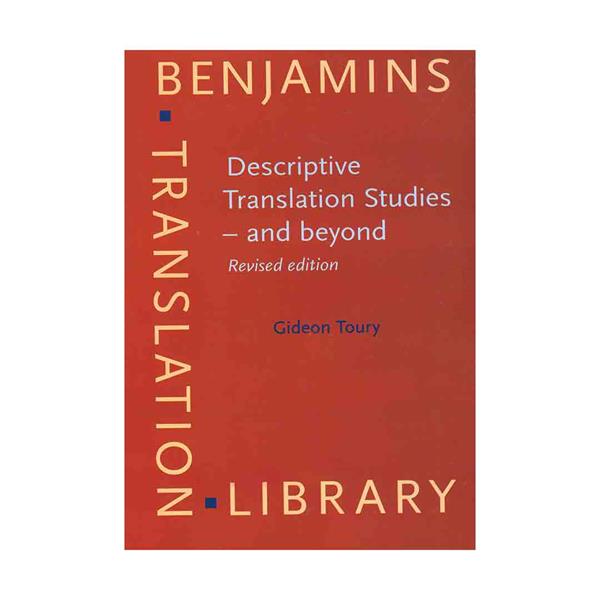 BENJAMINS
TRANSLATION
LIBRARY
Descriptive
Translation Studies
– and beyond
Revised edition
Gideon Toury